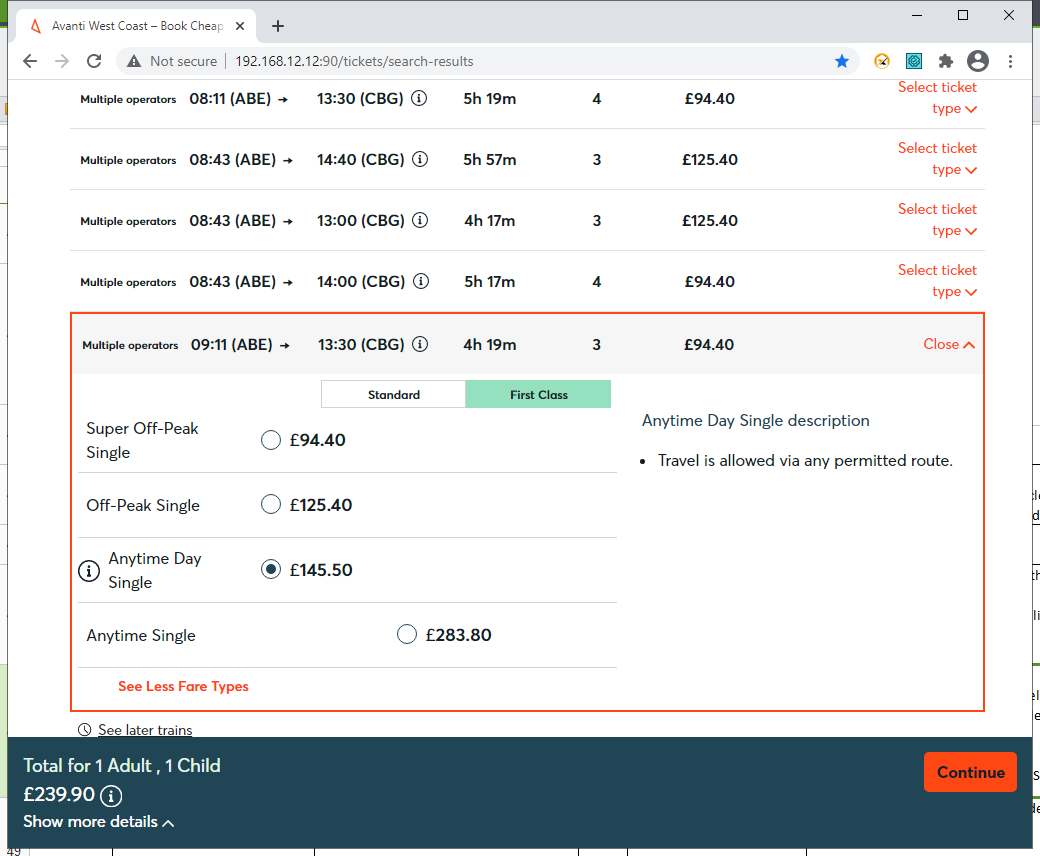 Avanti West Coast – Book Cheap
Not secure 192.168.12.12:90/tickets/search-results
Multiple operators 08:11 (ABE) → 13:30 (CBG) 5h 19m 4 £94.40 Select ticket type
Multiple operators 08:43 (ABE) → 14:40 (CBG) 5h 57m 3 £125.40 Select ticket type
Multiple operators 08:43 (ABE) → 13:00 (CBG) 4h 17m 3 £125.40 Select ticket type
Multiple operators 08:43 (ABE) → 14:00 (CBG) 5h 17m 4 £94.40 Select ticket type
Multiple operators 09:11 (ABE) → 13:30 (CBG) 4h 19m 3 £94.40 Close
Standard First Class
Super Off-Peak Single £94.40
Off-Peak Single £125.40
Anytime Day Single £145.50
Anytime Single £283.80
See Less Fare Types
Anytime Day Single description
• Travel is allowed via any permitted route.
See later trains
Total for 1 Adult , 1 Child
£239.90
Show more details
Continue
49